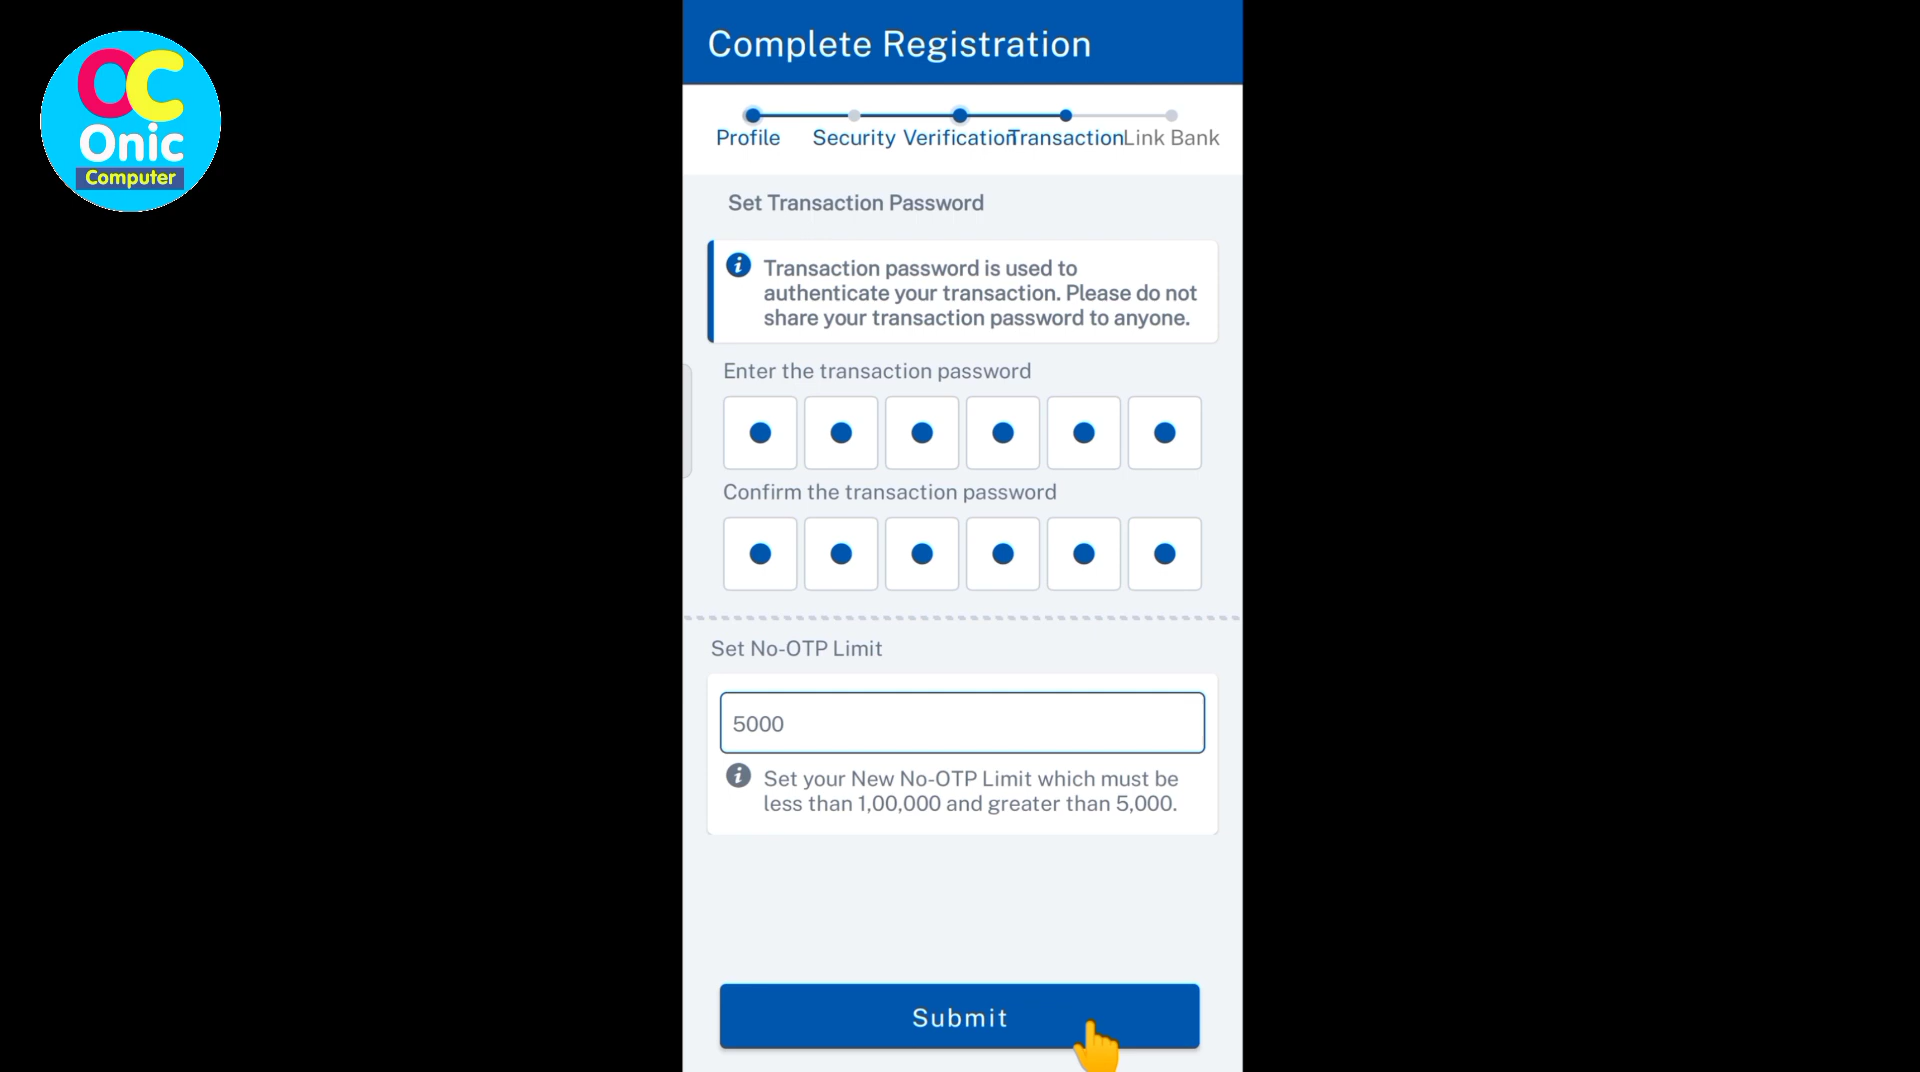 OC
Onic
Computer
Complete Registration
Profile Security Verification Transaction Link Bank
Set Transaction Password
Transaction password is used to
authenticate your transaction. Please do not
share your transaction password to anyone.
Enter the transaction password
Confirm the transaction password
Set No-OTP Limit
5000
Set your New No-OTP Limit which must be
less than 1,00,000 and greater than 5,000.
Submit